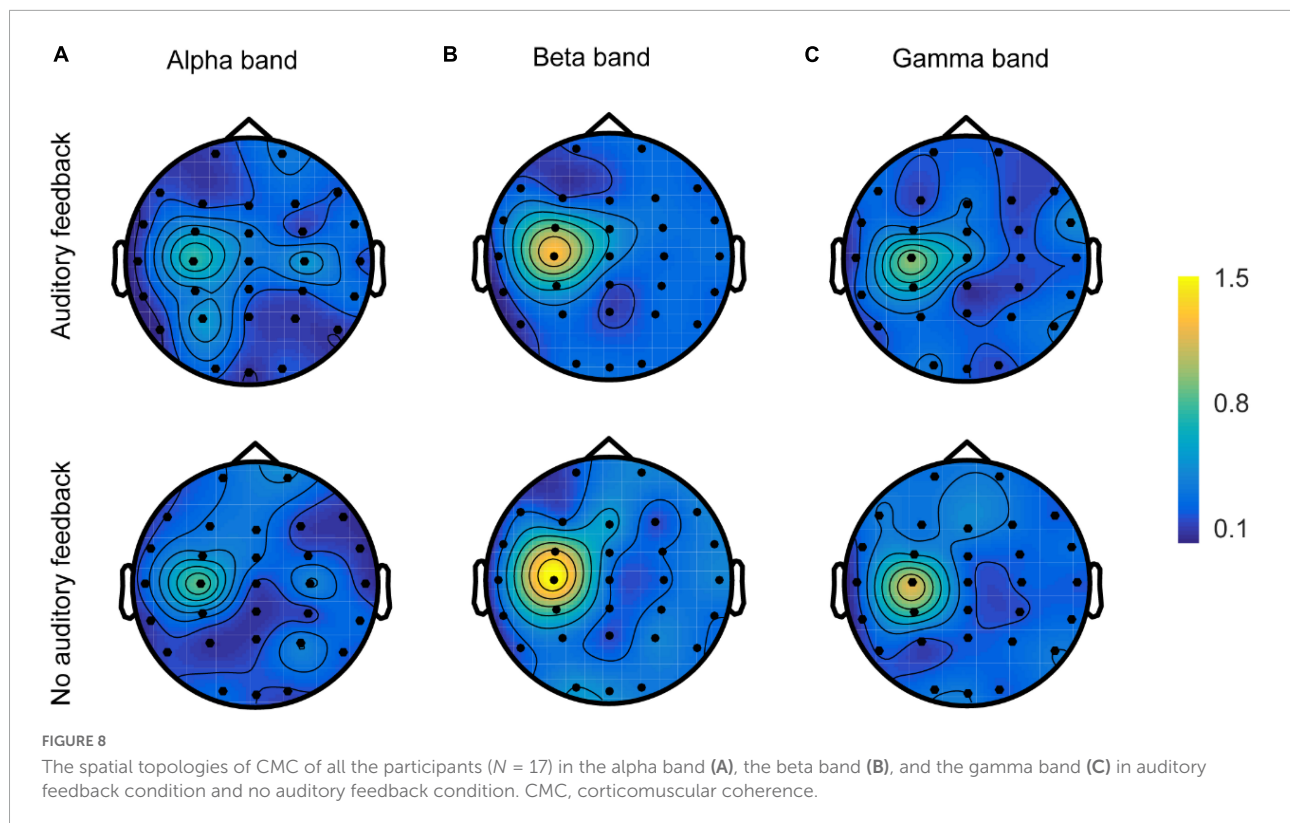 A
Alpha band
B
Beta band
C
Gamma band
Auditory feedback
No auditory feedback
1.5
0.8
0.1
FIGURE 8
The spatial topologies of CMC of all the participants (N = 17) in the alpha band (A), the beta band (B), and the gamma band (C) in auditory
feedback condition and no auditory feedback condition. CMC, corticomuscular coherence.